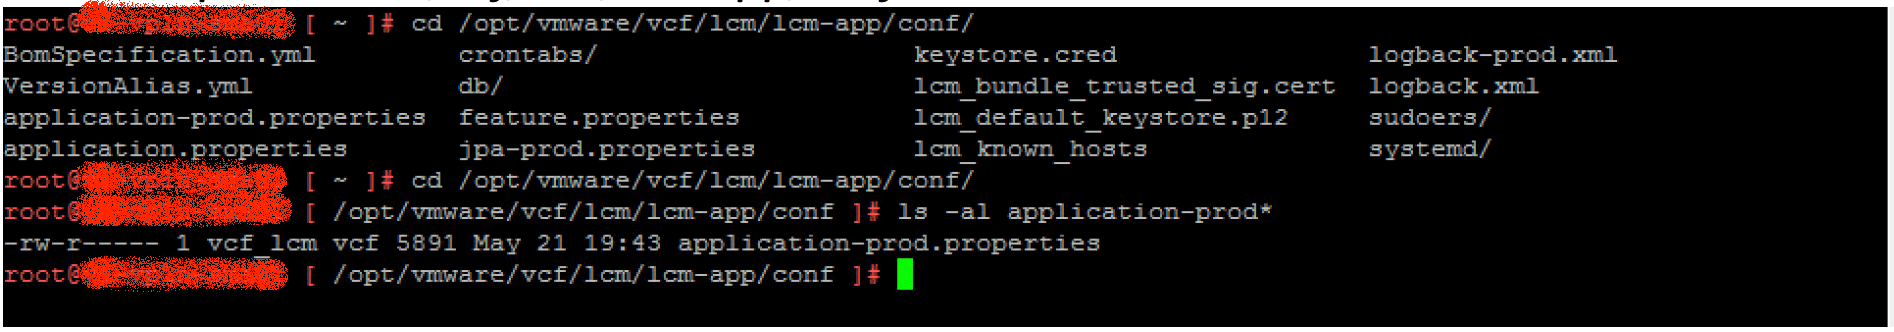 root@ [ ~ ]# cd /opt/vmware/vcf/lcm/lcm-app/conf/
BomSpecification.yml crontabs/ keystore.cred logback-prod.xml
VersionAlias.yml db/ lcm_bundle_trusted_sig.cert logback.xml
application-prod.properties feature.properties lcm_default_keystore.p12 sudoers/
application.properties jpa-prod.properties lcm_known_hosts systemd/
root@ [ ~ ]# cd /opt/vmware/vcf/lcm/lcm-app/conf/
root@ [ /opt/vmware/vcf/lcm/lcm-app/conf ]# ls -al application-prod*
-rw-r----- 1 vcf_lcm vcf 5891 May 21 19:43 application-prod.properties
root@ [ /opt/vmware/vcf/lcm/lcm-app/conf ]#